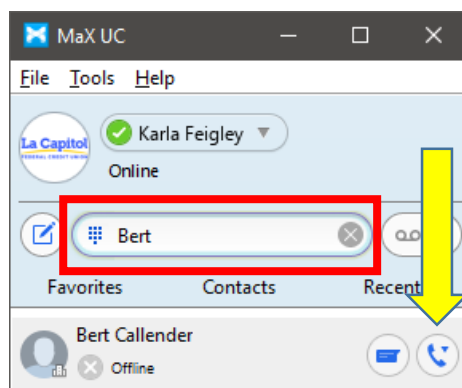 MaX UC
File Tools Help
La Capitol
FEDERAL CREDIT UNION
Karla Feigley
Online
Bert
Favorites Contacts Recent
Bert Callender
Offline